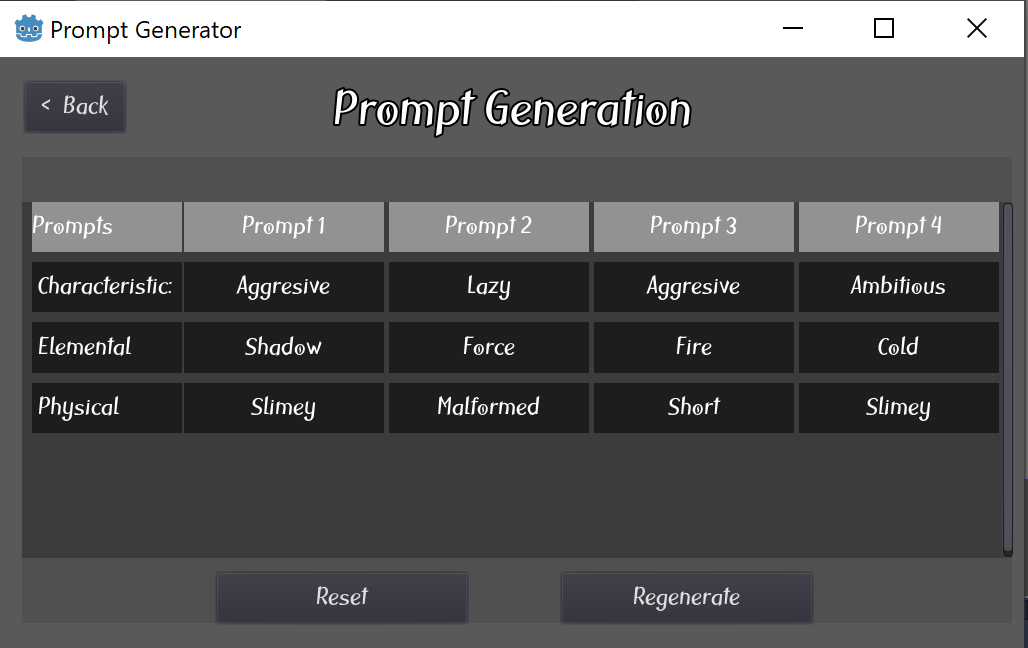 Prompt Generator
< Back
Prompt Generation
Prompts Prompt 1 Prompt 2 Prompt 3 Prompt 4
Characteristic: Aggresive Lazy Aggresive Ambitious
Elemental Shadow Force Fire Cold
Physical Slimey Malformed Short Slimey
Reset Regenerate